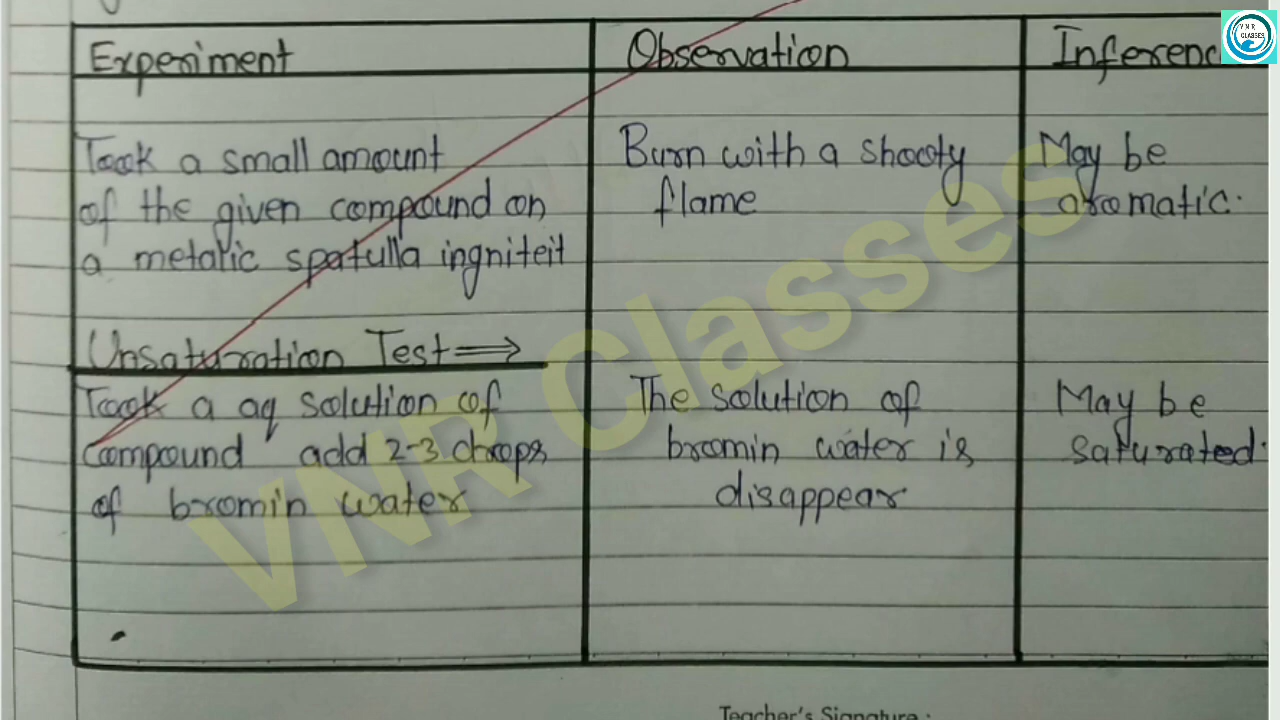 VNR
CLASSES
Experiment Observation Inferenc
Took a small amount Burn with a shooty May be
of the given compound on flame aromatic.
a metalic spatulla ingniteit
Unsaturation Test ⇒
Took a aq solution of The solution of May be
compound add 2-3 drops bromin water is saturated.
of bromin water disappear
VNR Classes
Teacher's Signature :